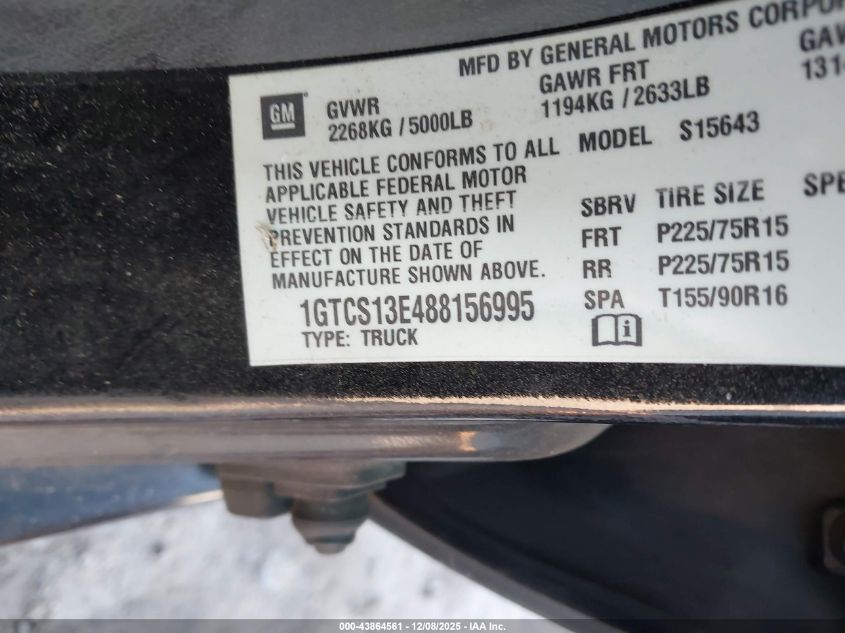 MFD BY GENERAL MOTORS
GM
GVWR
2268KG / 5000LB
GAWR FRT
1194KG / 2633LB
THIS VEHICLE CONFORMS TO ALL
APPLICABLE FEDERAL MOTOR
VEHICLE SAFETY AND THEFT
PREVENTION STANDARDS IN
EFFECT ON THE DATE OF
MANUFACTURE SHOWN ABOVE.
1GTCS13E488156995
TYPE: TRUCK
MODEL S15643
SBRV TIRE SIZE
FRT P225/75R15
RR P225/75R15
SPA T155/90R16
000-43864561 - 12/08/2025 - IAA Inc.